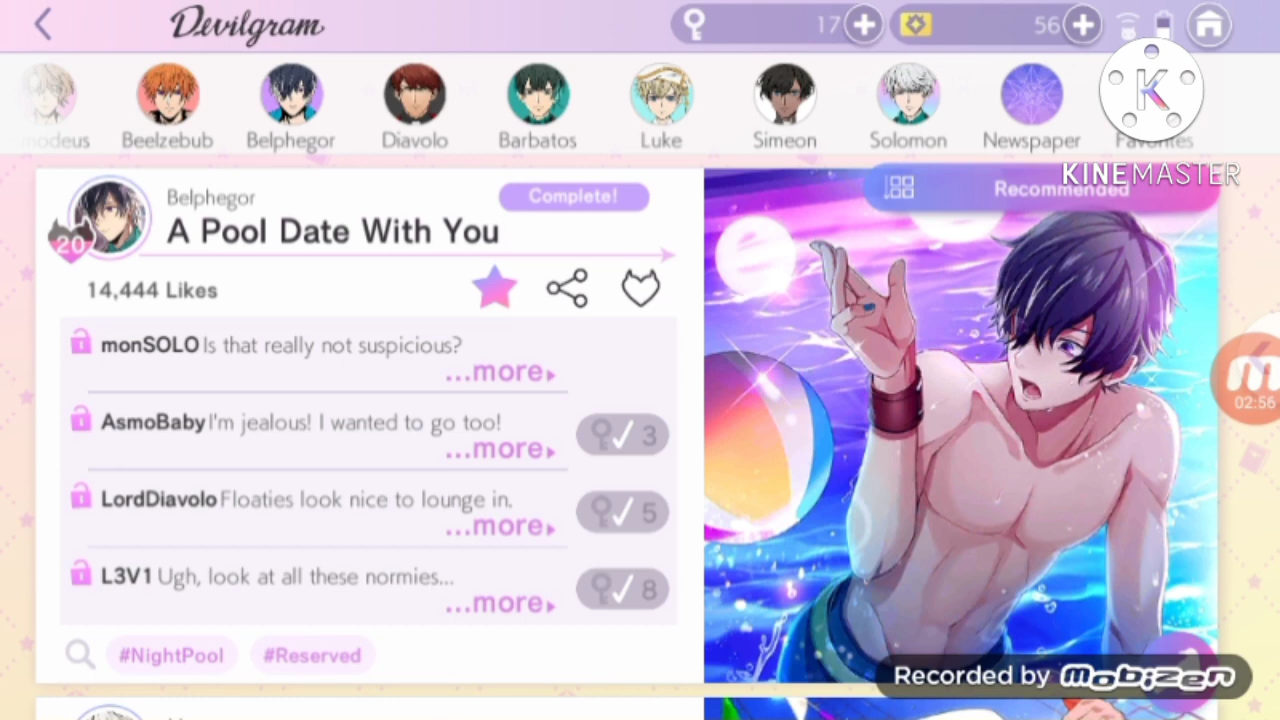 Devilgram
17
56
modeus
Beelzebub
Belphegor
Diavolo
Barbatos
Luke
Simeon
Solomon
Newspaper
Favorites
K
KINEMASTER
Recommended
Belphegor
Complete!
20
A Pool Date With You
14,444 Likes
monSOLO Is that really not suspicious?
...more
AsmoBaby I'm jealous! I wanted to go too!
...more
3
LordDiavolo Floaties look nice to lounge in.
...more
5
L3V1 Ugh, look at all these normies...
...more
8
#NightPool #Reserved
02:56
Recorded by mobizen